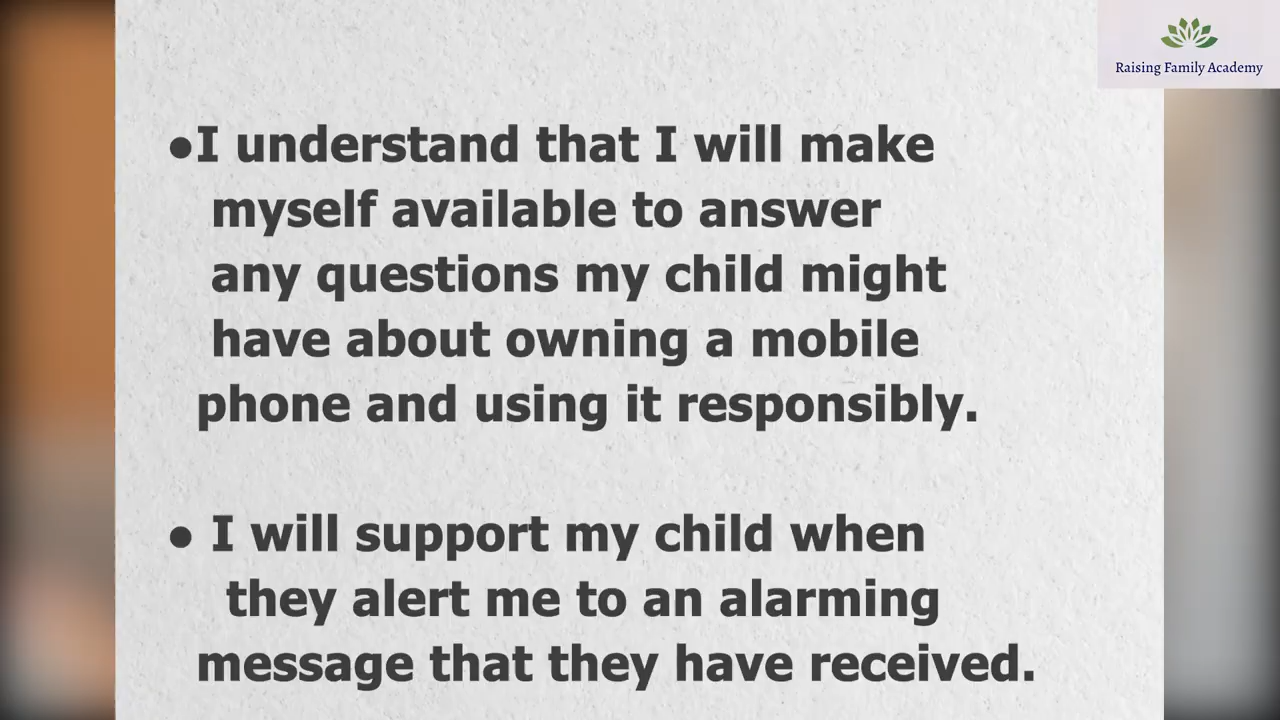 Raising Family Academy
●I understand that I will make
myself available to answer
any questions my child might
have about owning a mobile
phone and using it responsibly.
● I will support my child when
they alert me to an alarming
message that they have received.